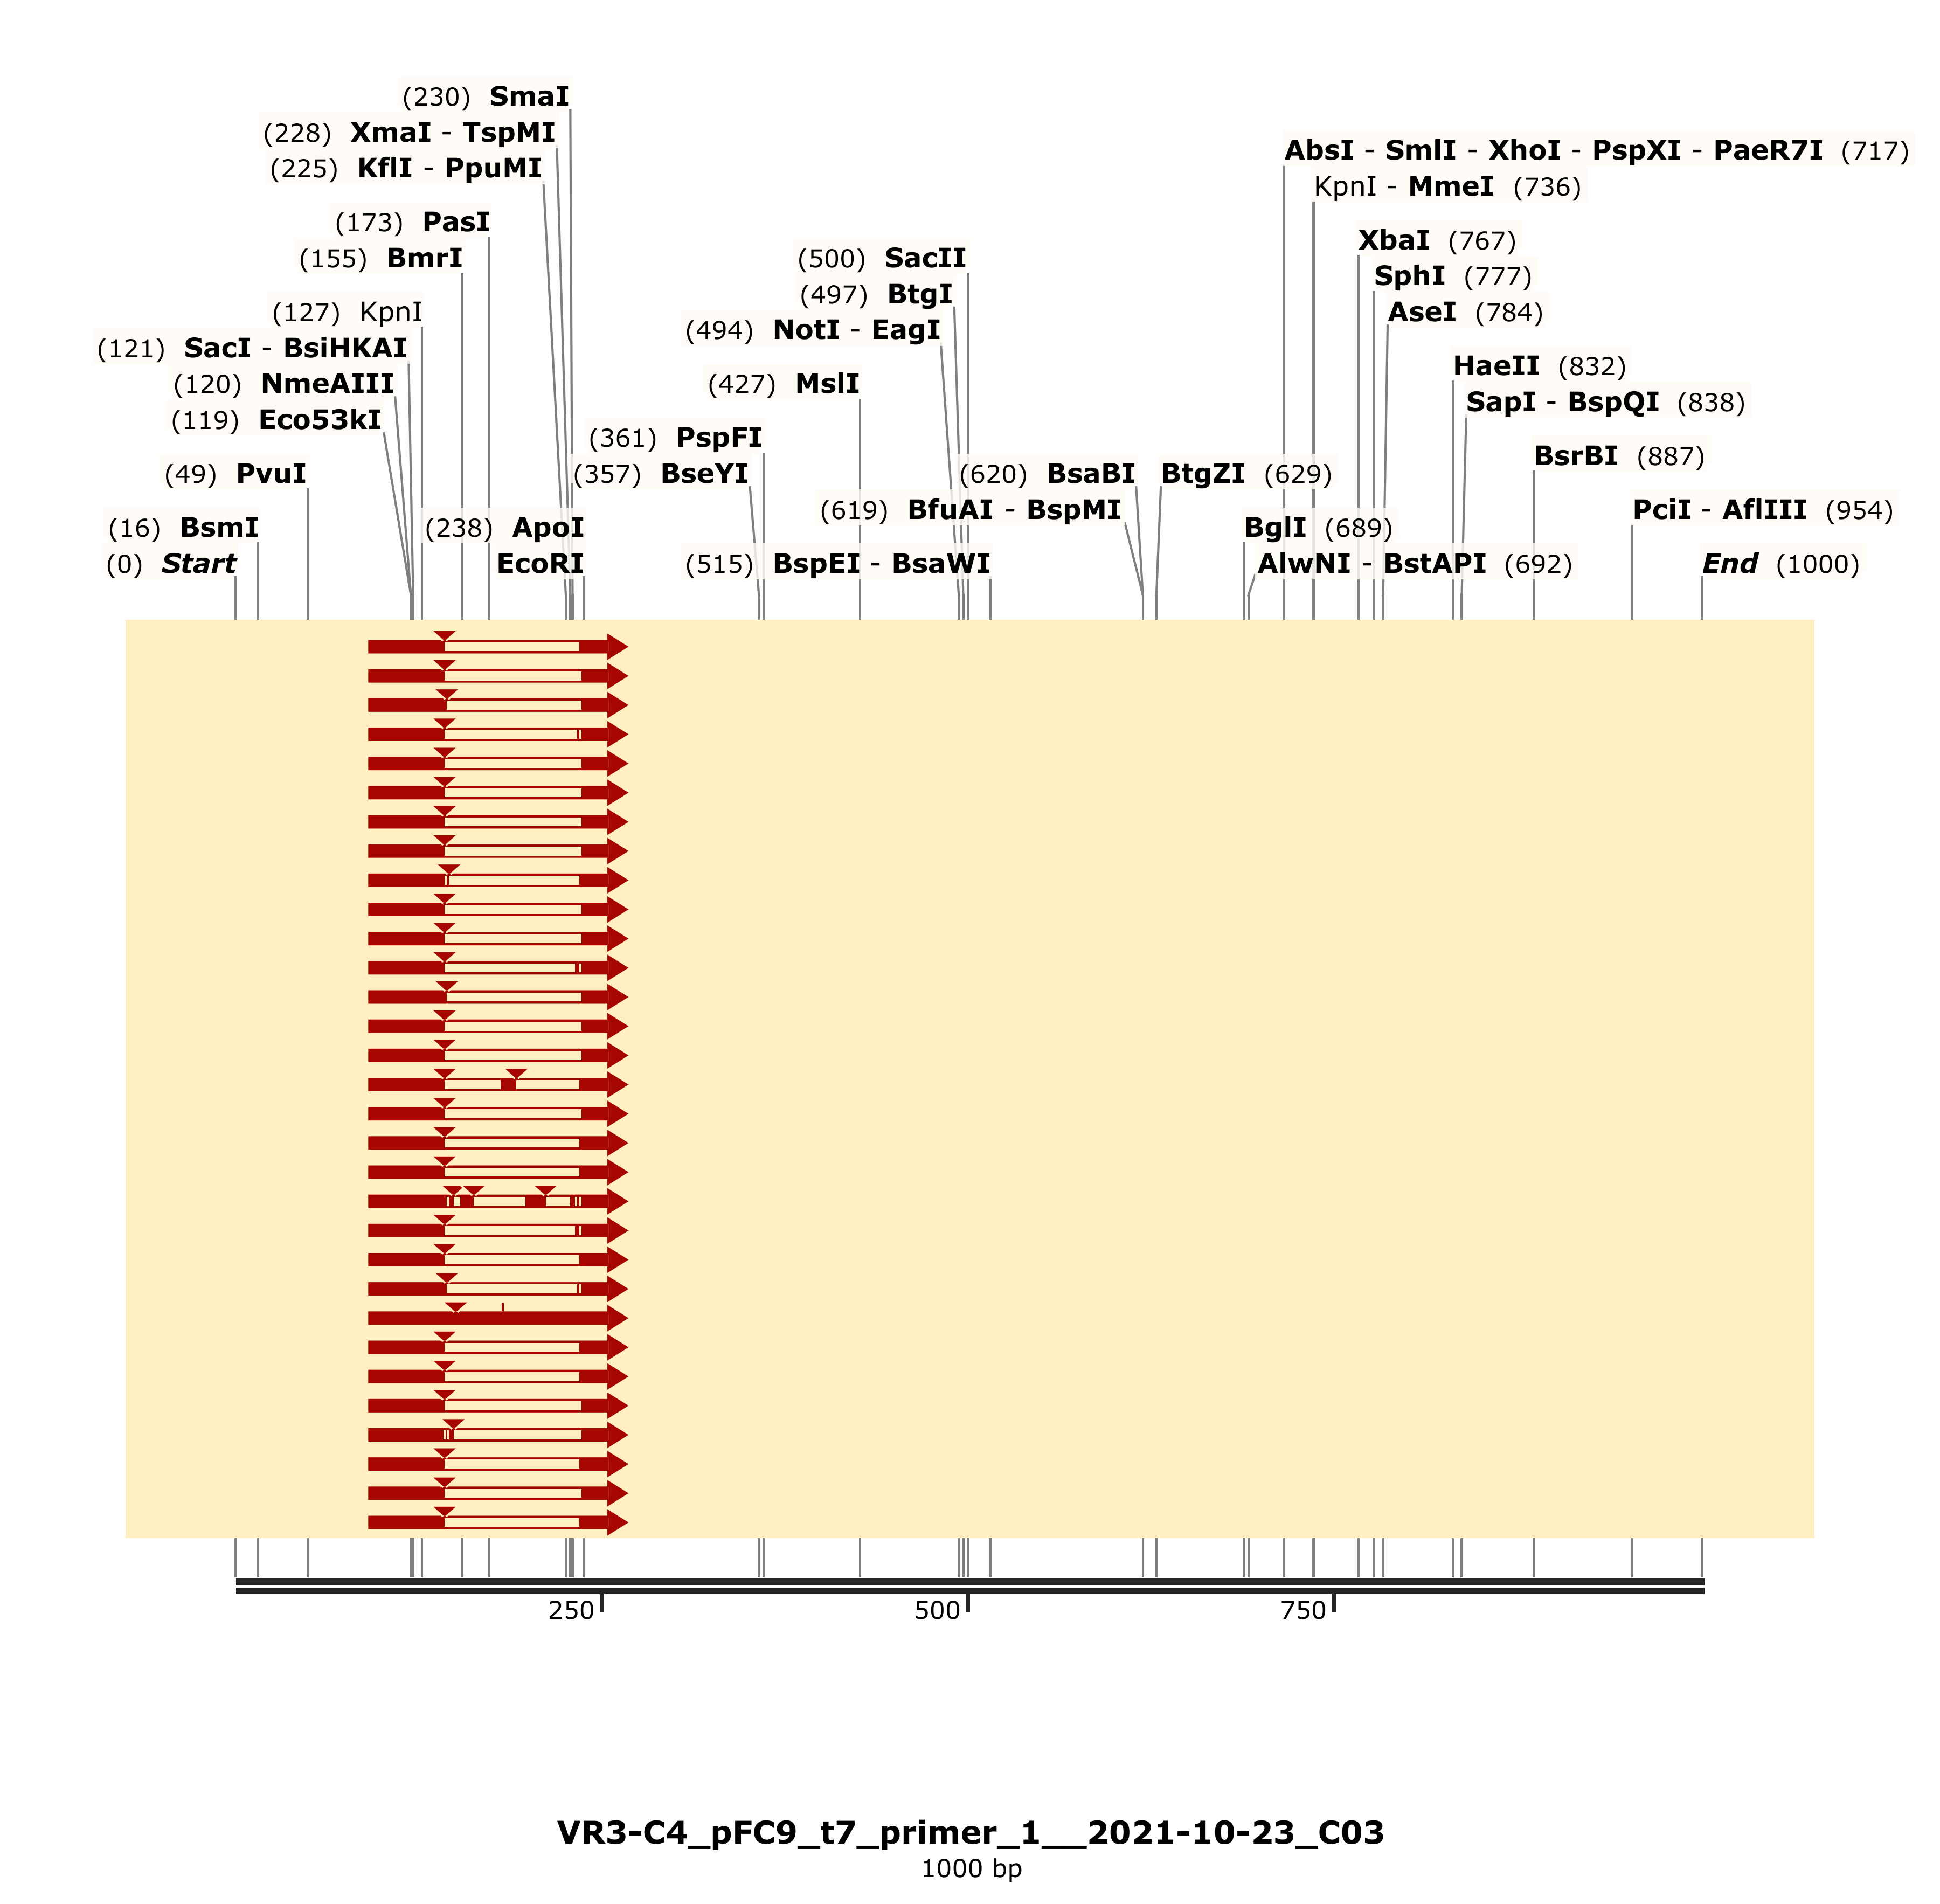 (230) SmaI
(228) XmaI - TspMI
(225) KflI - PpuMI
(173) PasI
(155) BmrI
(127) KpnI
(121) SacI - BsiHKAI
(120) NmeAIII
(119) Eco53kI
(49) PvuI
(16) BsmI
(0) Start
(238) ApoI
EcoRI
(500) SacII
(497) BtgI
(494) NotI - EagI
(427) MslI
(361) PspFI
(357) BseYI
(620) BsaBI
(619) BfuAI - BspMI
(515) BspEI - BsaWI
AbsI - SmlI - XhoI - PspXI - PaeR7I (717)
KpnI - MmeI (736)
XbaI (767)
SphI (777)
AseI (784)
HaeII (832)
SapI - BspQI (838)
BsrBI (887)
BtgZI (629)
PciI - AflIII (954)
BglI (689)
AlwNI - BstAPI (692)
End (1000)
250
500
750
VR3-C4_pFC9_t7_primer_1__2021-10-23_C03
1000 bp